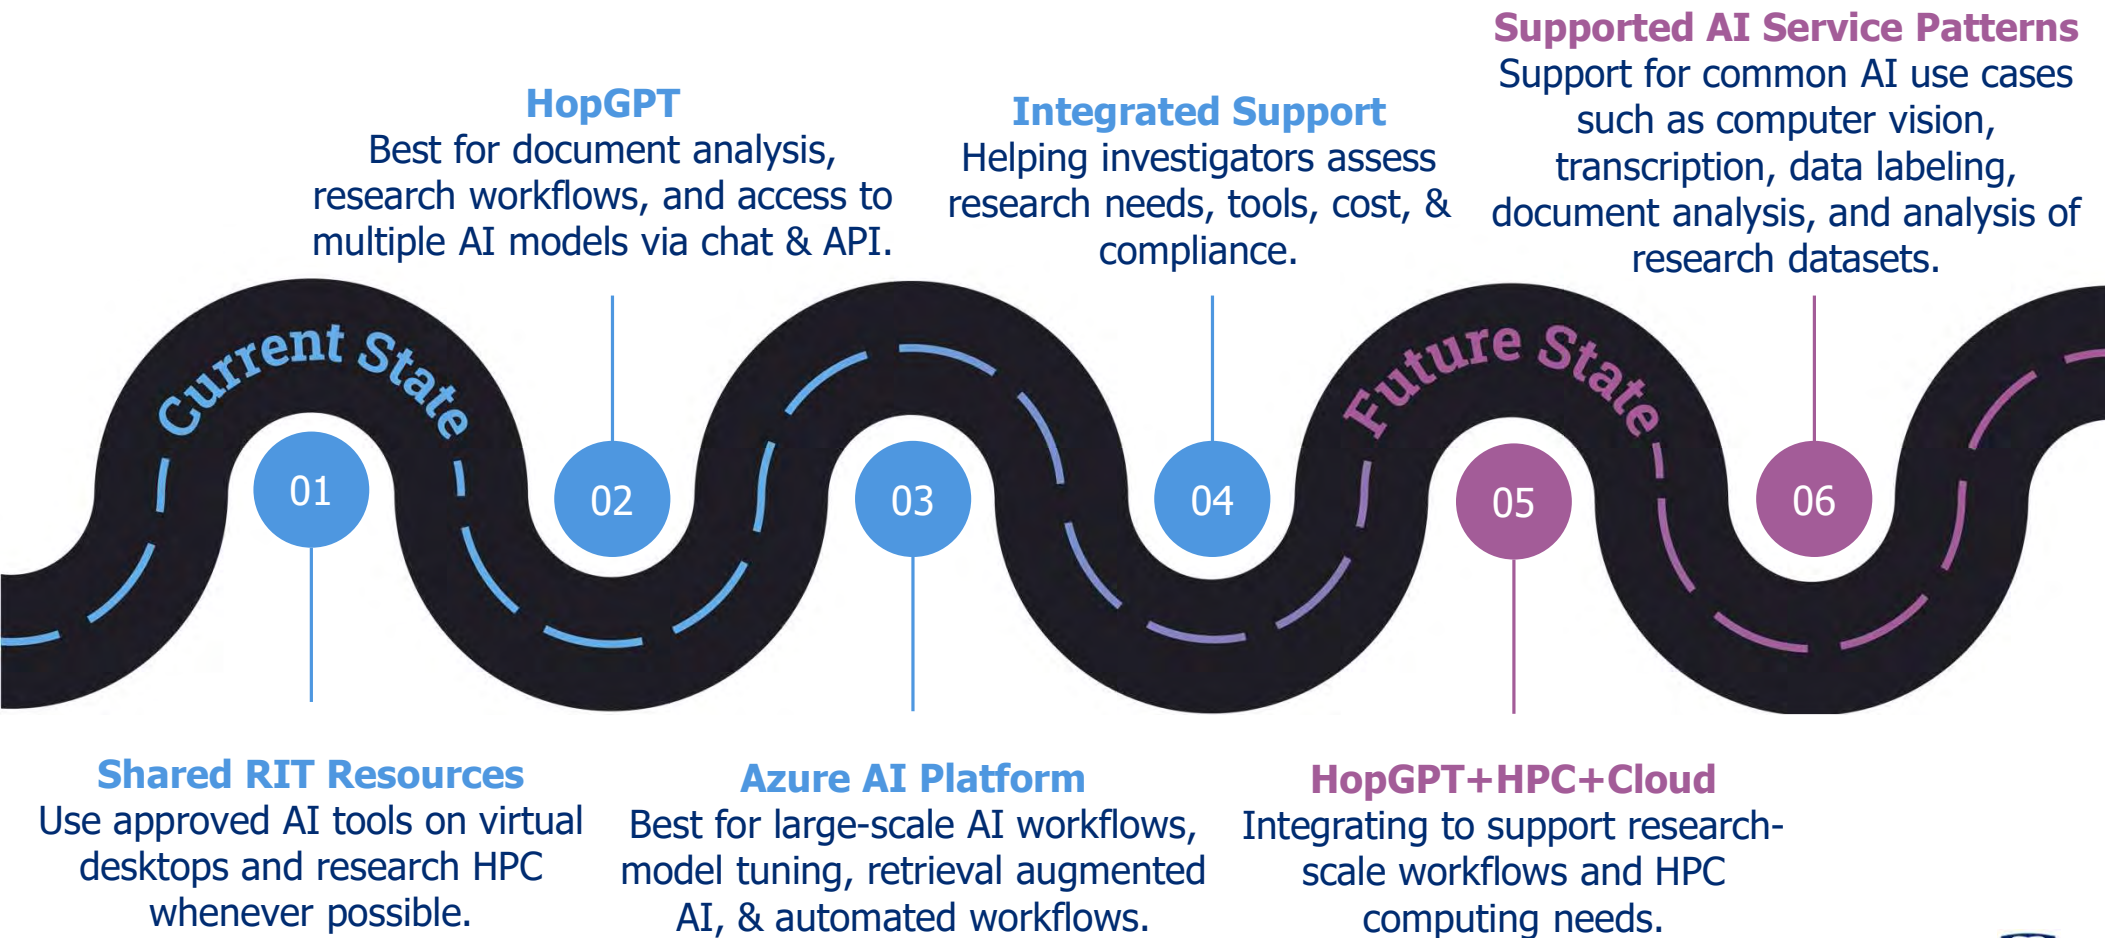 Supported AI Service Patterns
Support for common AI use cases
such as computer vision,
transcription, data labeling,
document analysis, and analysis of
research datasets.
HopGPT
Best for document analysis,
research workflows, and access to
multiple AI models via chat & API.
Integrated Support
Helping investigators assess
research needs, tools, cost, &
compliance.
Current State
Future State
01
02
03
04
05
06
Shared RIT Resources
Use approved AI tools on virtual
desktops and research HPC
whenever possible.
Azure AI Platform
Best for large-scale AI workflows,
model tuning, retrieval augmented
AI, & automated workflows.
HopGPT+HPC+Cloud
Integrating to support research-
scale workflows and HPC
computing needs.